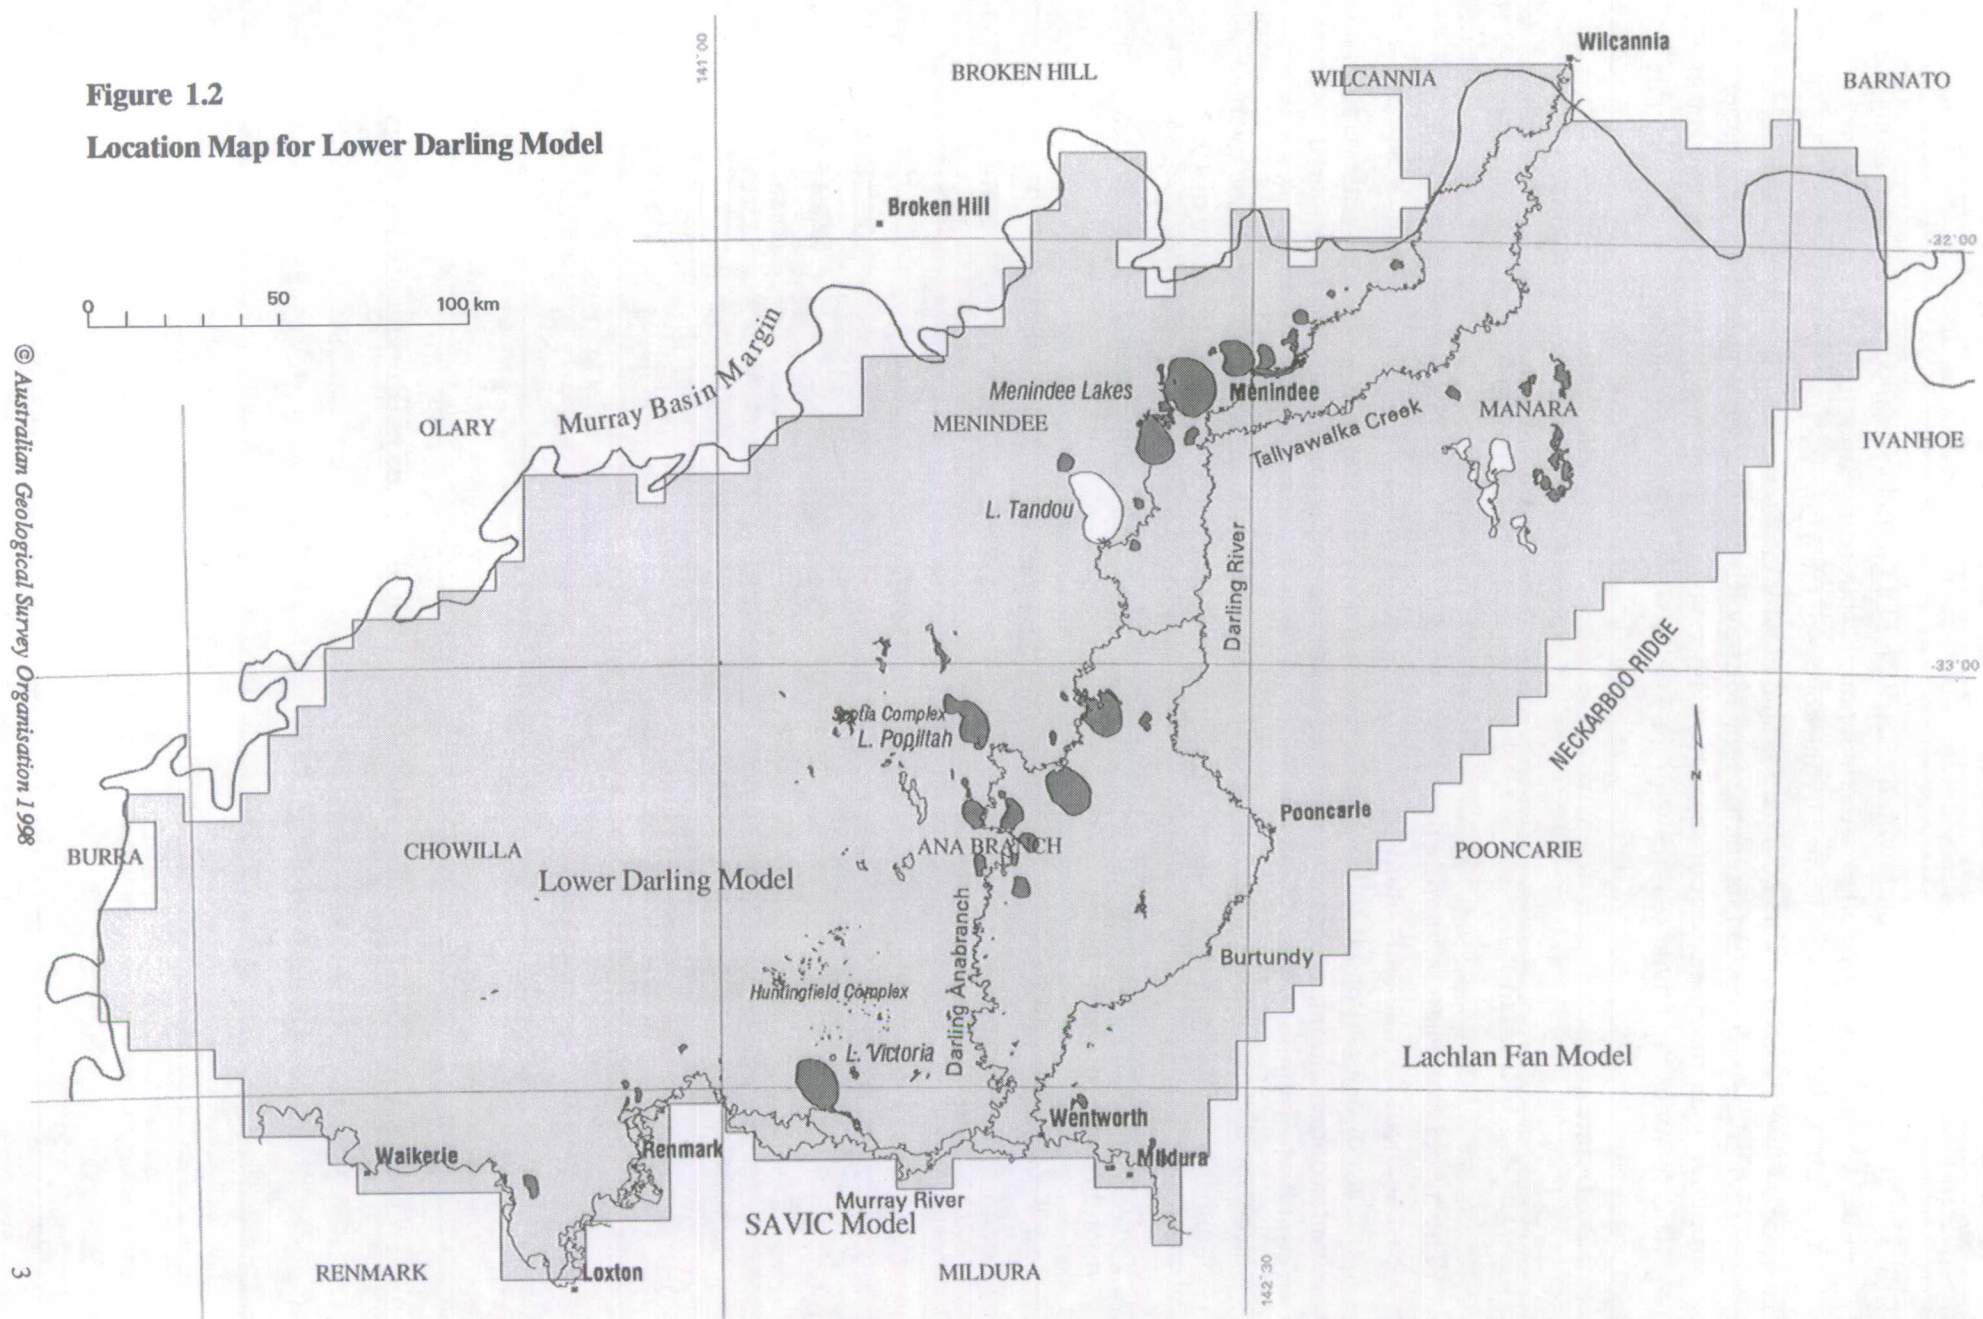 Figure 1.2
Location Map for Lower Darling Model
141°00
BROKEN HILL
WILCANNIA
Wilcannia
BARNATO
Broken Hill
-32°00
0 50 100 km
Murray Basin Margin
OLARY
Menindee Lakes
Menindee
MENINDEE
MANARA
Tallyawalka Creek
IVANHOE
L. Tandou
Darling River
-33°00
NECKARBOO RIDGE
Scotia Complex
L. Popiltah
N
Pooncarie
BURRA
CHOWILLA
ANA BRANCH
POONCARIE
Lower Darling Model
Darling Anabranch
Burtundy
Huntingfield Complex
L. Victoria
Lachlan Fan Model
Wentworth
Waikerie
Renmark
Mildura
Murray River
SAVIC Model
RENMARK
Loxton
MILDURA
142°30
© Australian Geological Survey Organisation 1998
3